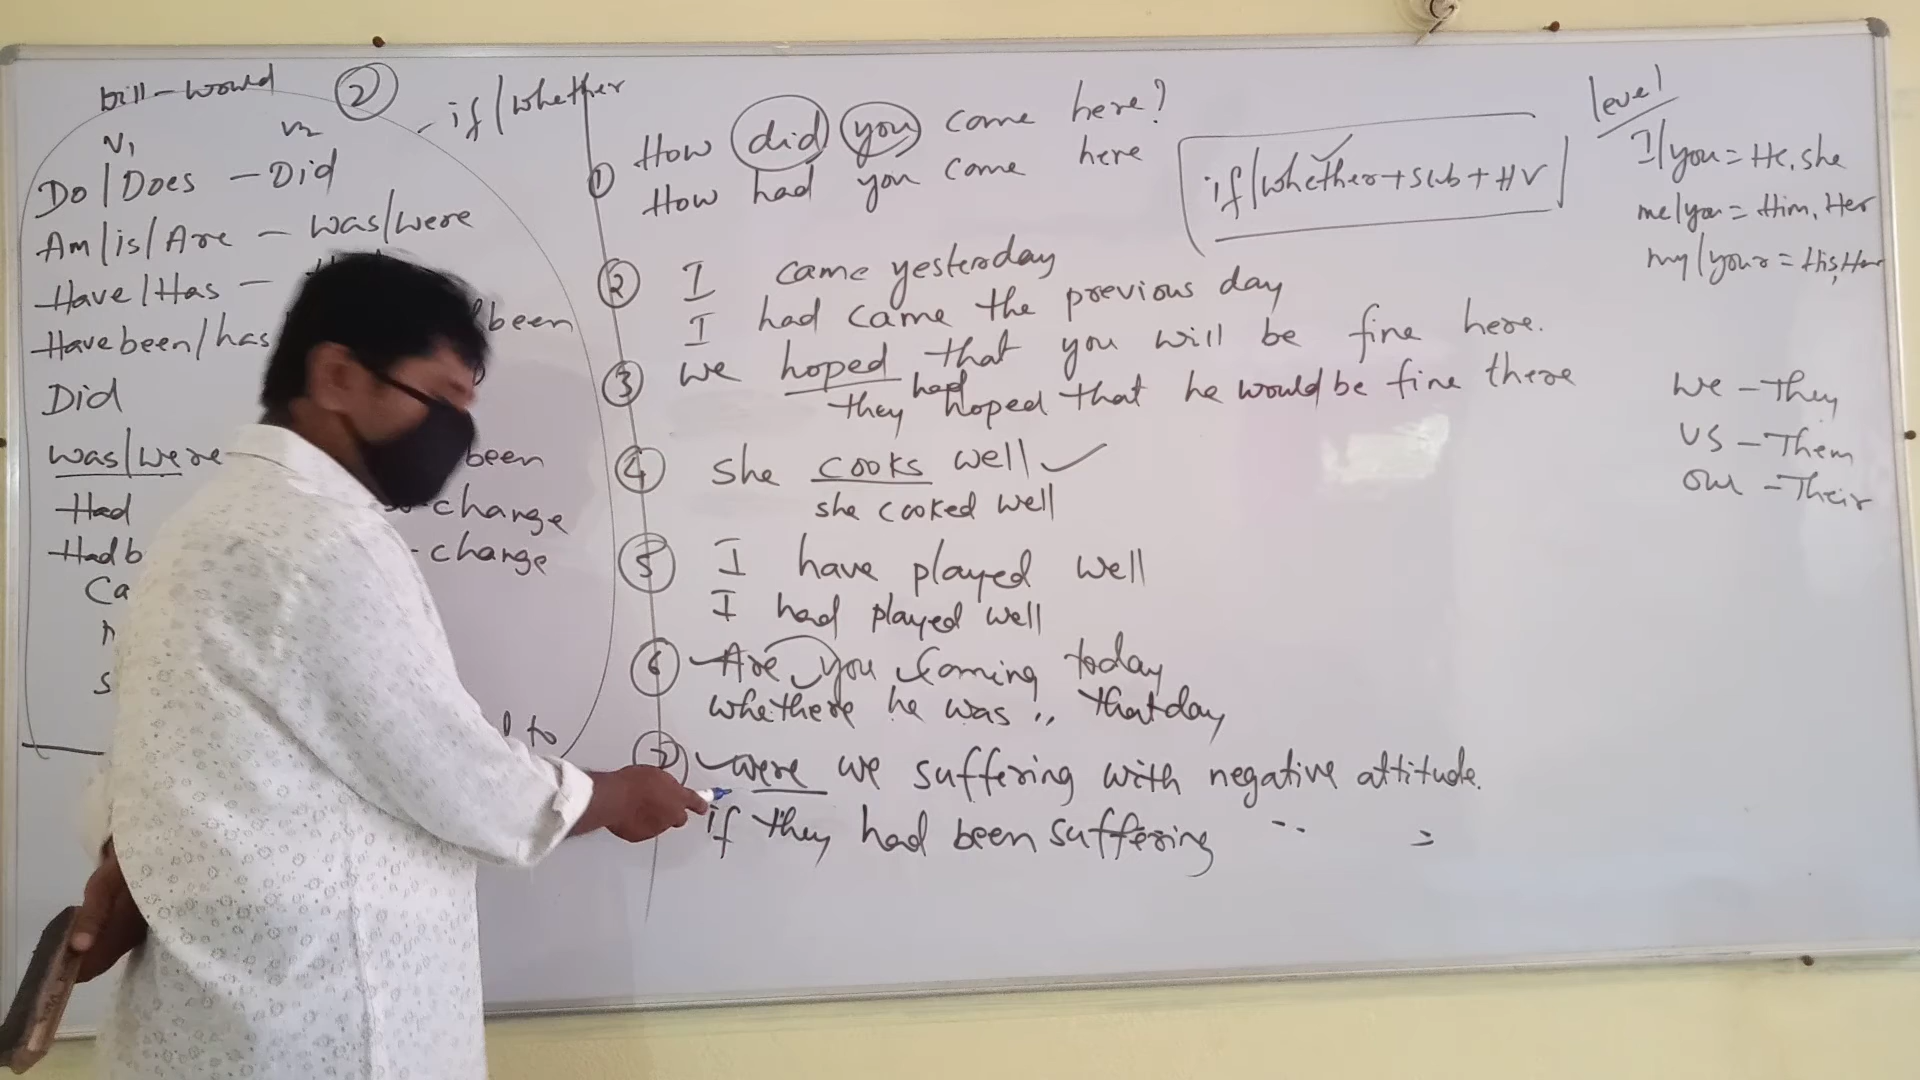 bill - would
2
- if/whether
V1 V2
Do/Does - Did
Am/is/Are - was/were
Have/Has -
Have been/has been
Did
was/were been
Had change
Had b - change
Ca
s
to
1 How did you come here?
How had you come here
2 I came yesterday
I had came the previous day
3 we hoped that you will be fine here.
they had hoped that he would be fine there
4 she cooks well ✓
she cooked well
5 I have played well
I had played well
6 Are you coming today
whethere he was ,, that day
7 were we suffering with negative attitude.
if they had been suffering -- =
if/whether + sub + HV
level
I/you = He, she
me/you = Him, Her
my/your = His, Her
we - They
us - Them
our - Their